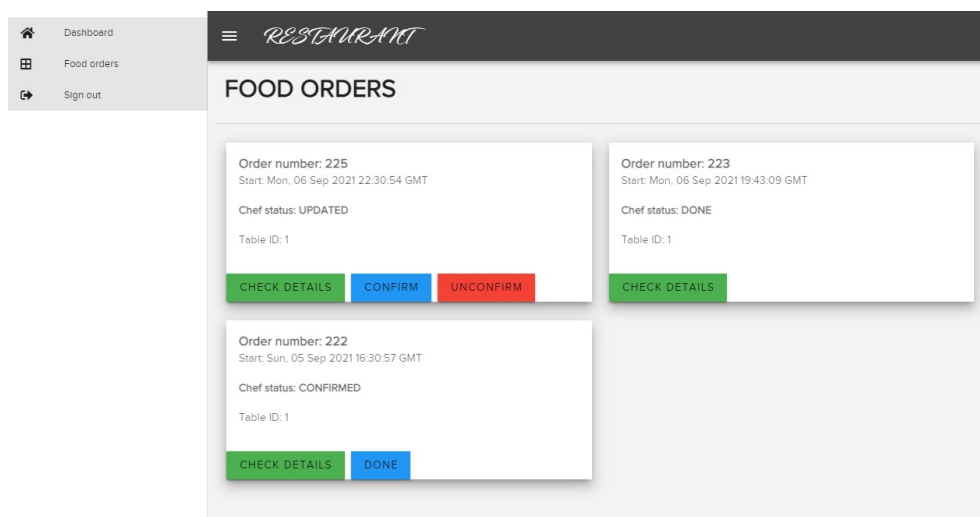 Dashboard
Food orders
Sign out
RESTAURANT
FOOD ORDERS
Order number: 225
Start: Mon, 06 Sep 2021 22:30:54 GMT
Chef status: UPDATED
Table ID: 1
CHECK DETAILS CONFIRM UNCONFIRM
Order number: 223
Start: Mon, 06 Sep 2021 19:43:09 GMT
Chef status: DONE
Table ID: 1
CHECK DETAILS
Order number: 222
Start: Sun, 05 Sep 2021 16:30:57 GMT
Chef status: CONFIRMED
Table ID: 1
CHECK DETAILS DONE